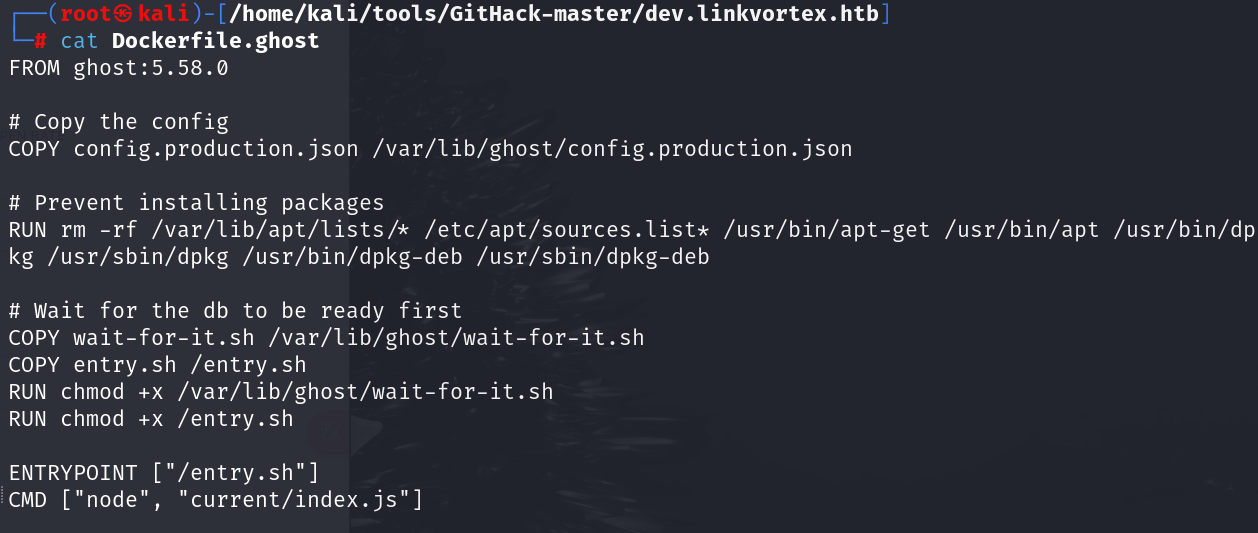 ┌──(root㉿kali)-[/home/kali/tools/GitHack-master/dev.linkvortex.htb]
└─# cat Dockerfile.ghost
FROM ghost:5.58.0

# Copy the config
COPY config.production.json /var/lib/ghost/config.production.json

# Prevent installing packages
RUN rm -rf /var/lib/apt/lists/* /etc/apt/sources.list* /usr/bin/apt-get /usr/bin/apt /usr/bin/dp
kg /usr/sbin/dpkg /usr/bin/dpkg-deb /usr/sbin/dpkg-deb

# Wait for the db to be ready first
COPY wait-for-it.sh /var/lib/ghost/wait-for-it.sh
COPY entry.sh /entry.sh
RUN chmod +x /var/lib/ghost/wait-for-it.sh
RUN chmod +x /entry.sh

ENTRYPOINT ["/entry.sh"]
CMD ["node", "current/index.js"]